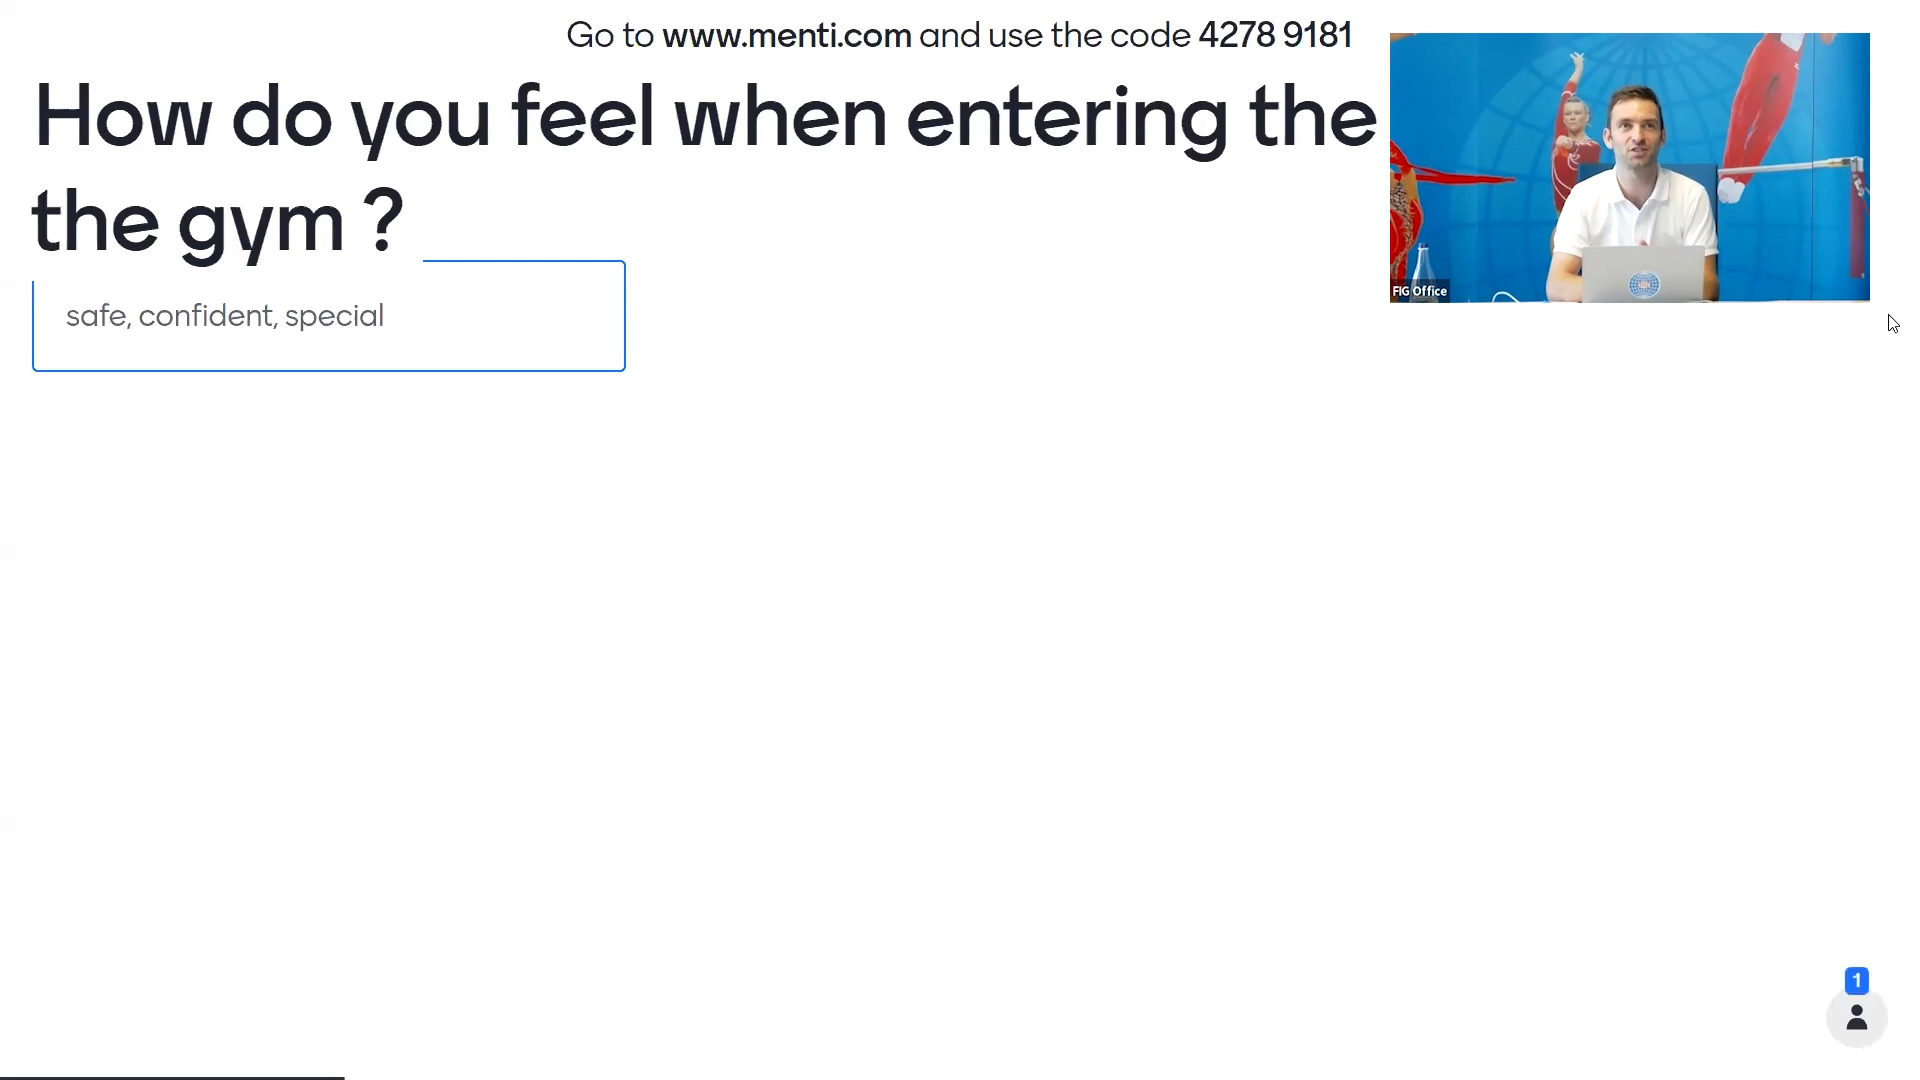 Go to www.menti.com and use the code 4278 9181
How do you feel when entering the
the gym ?
safe, confident, special
FIG Office
1